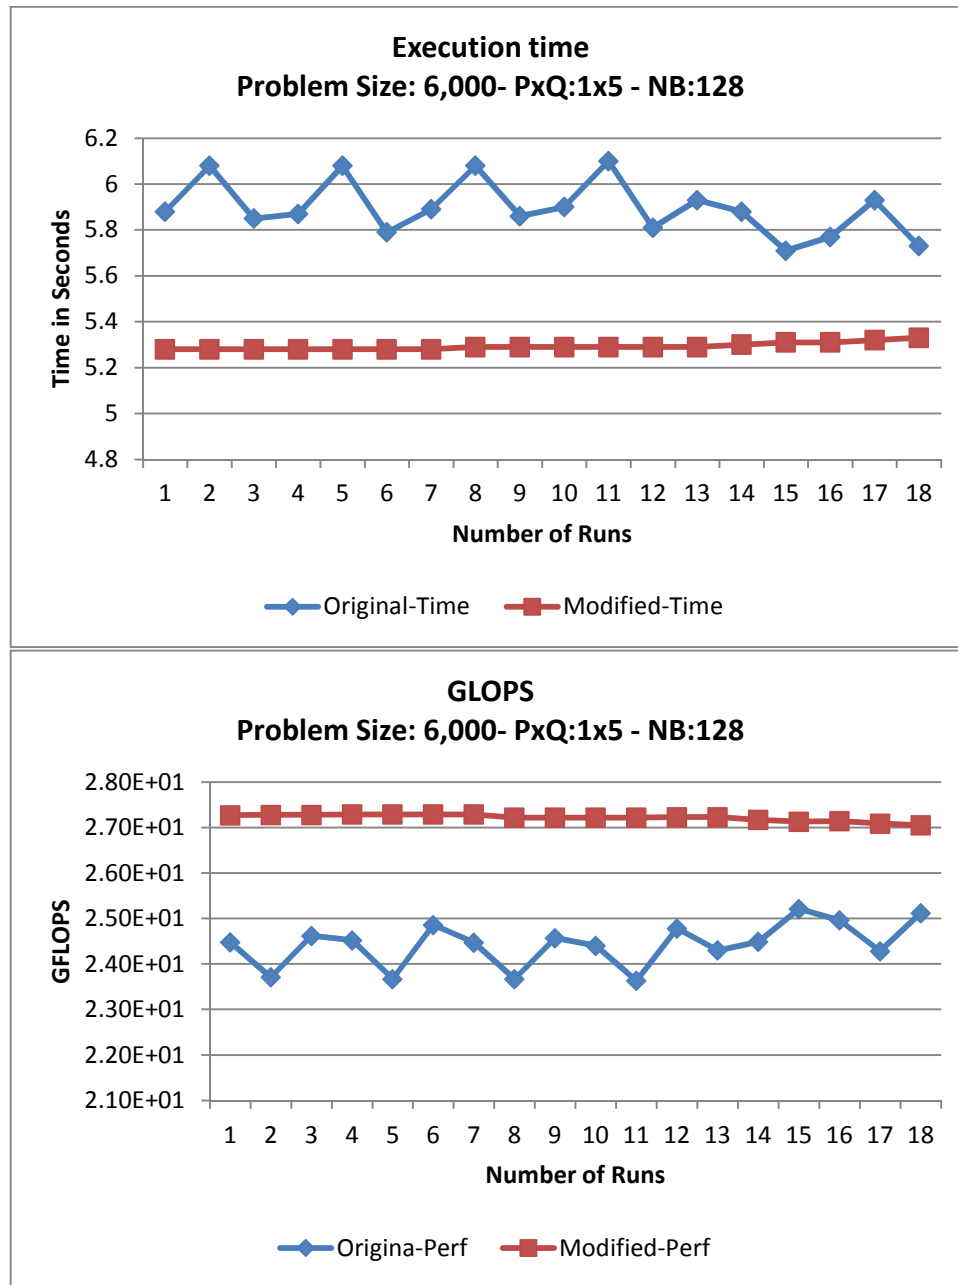 Execution time
Problem Size: 6,000- PxQ:1x5 - NB:128
6.2
6
5.8
5.6
5.4
5.2
5
4.8
Time in Seconds
1 2 3 4 5 6 7 8 9 10 11 12 13 14 15 16 17 18
Number of Runs
Original-Time Modified-Time
GLOPS
Problem Size: 6,000- PxQ:1x5 - NB:128
2.80E+01
2.70E+01
2.60E+01
2.50E+01
2.40E+01
2.30E+01
2.20E+01
2.10E+01
GFLOPS
1 2 3 4 5 6 7 8 9 10 11 12 13 14 15 16 17 18
Number of Runs
Origina-Perf Modified-Perf